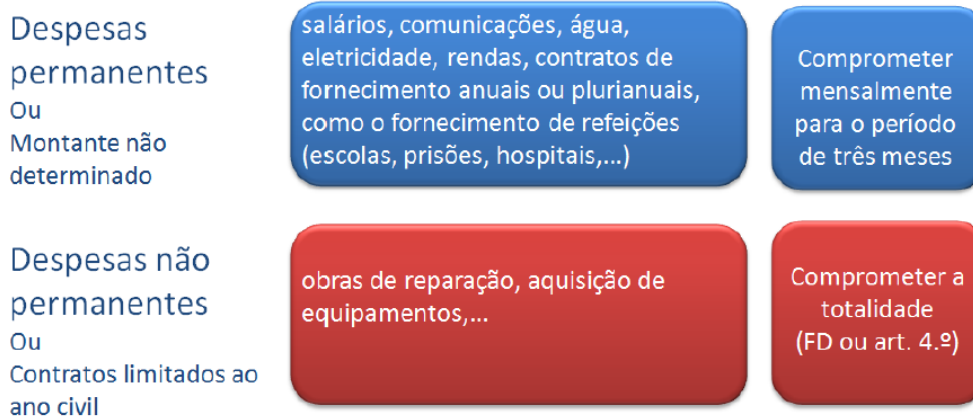 Despesas
permanentes
Ou
Montante não
determinado
salários, comunicações, água,
eletricidade, rendas, contratos de
fornecimento anuais ou plurianuais,
como o fornecimento de refeições
(escolas, prisões, hospitais,...)
Comprometer
mensalmente
para o período
de três meses
Despesas não
permanentes
Ou
Contratos limitados ao
ano civil
obras de reparação, aquisição de
equipamentos,...
Comprometer a
totalidade
(FD ou art. 4.º)